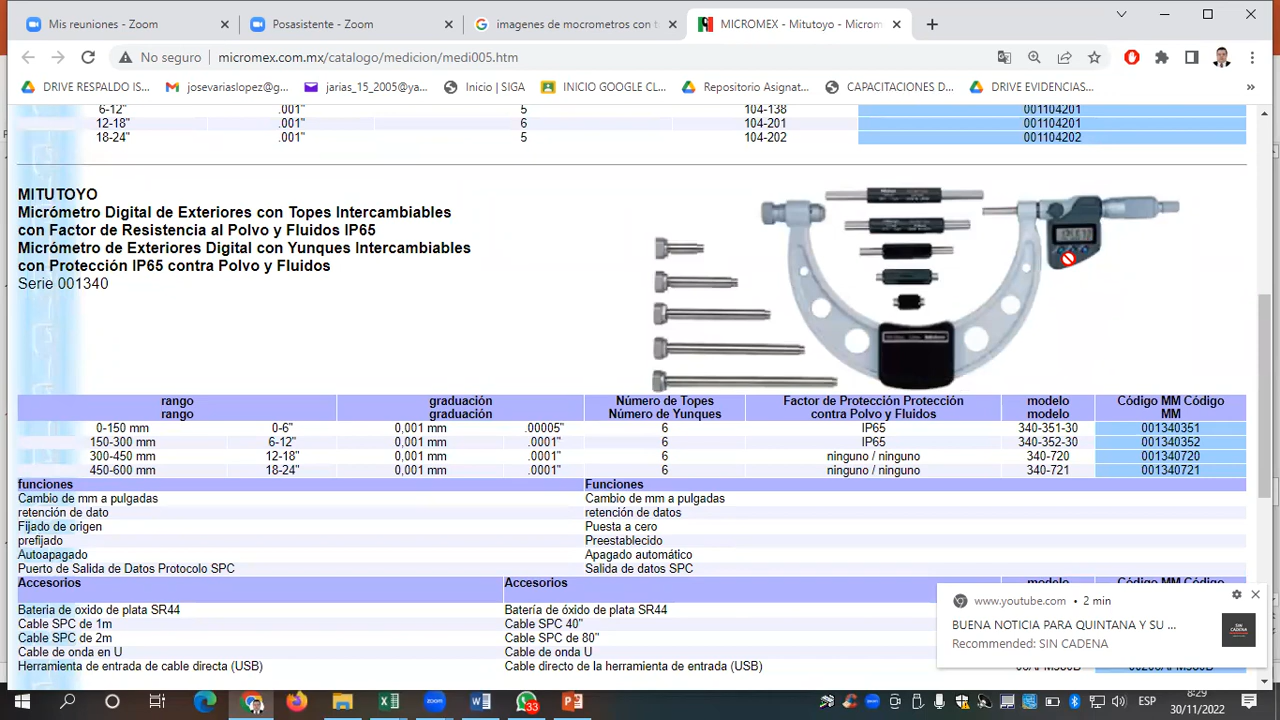 Mis reuniones - Zoom
Posasistente - Zoom
imagenes de mocrometros con t
MICROMEX - Mitutoyo - Microm
No seguro
micromex.com.mx/catalogo/medicion/medi005.htm
DRIVE RESPALDO IS...
josevariaslopez@g...
jarias_15_2005@ya...
Inicio | SIGA
INICIO GOOGLE CL...
Repositorio Asignat...
CAPACITACIONES D...
DRIVE EVIDENCIAS...
6-12" .001" 5 104-138 001104201
12-18" .001" 6 104-201 001104201
18-24" .001" 5 104-202 001104202
MITUTOYO
Micrómetro Digital de Exteriores con Topes Intercambiables
con Factor de Resistencia al Polvo y Fluidos IP65
Micrómetro de Exteriores Digital con Yunques Intercambiables
con Protección IP65 contra Polvo y Fluidos
Serie 001340
rango graduación Número de Topes Factor de Protección Protección modelo Código MM Código
rango graduación Número de Yunques contra Polvo y Fluidos modelo MM
0-150 mm 0-6" 0,001 mm .00005" 6 IP65 340-351-30 001340351
150-300 mm 6-12" 0,001 mm .0001" 6 IP65 340-352-30 001340352
300-450 mm 12-18" 0,001 mm .0001" 6 ninguno / ninguno 340-720 001340720
450-600 mm 18-24" 0,001 mm .0001" 6 ninguno / ninguno 340-721 001340721
funciones Funciones
Cambio de mm a pulgadas Cambio de mm a pulgadas
retención de dato retención de datos
Fijado de origen Puesta a cero
prefijado Preestablecido
Autoapagado Apagado automático
Puerto de Salida de Datos Protocolo SPC Salida de datos SPC
Accesorios Accesorios modelo Código MM Código
Bateria de oxido de plata SR44 Batería de óxido de plata SR44
Cable SPC de 1m Cable SPC 40"
Cable SPC de 2m Cable SPC de 80"
Cable de onda en U Cable de onda U
Herramienta de entrada de cable directa (USB) Cable directo de la herramienta de entrada (USB)
www.youtube.com • 2 min
BUENA NOTICIA PARA QUINTANA Y SU ...
Recommended: SIN CADENA
SIN
CADENA
zoom
33
ESP
8:29
30/11/2022